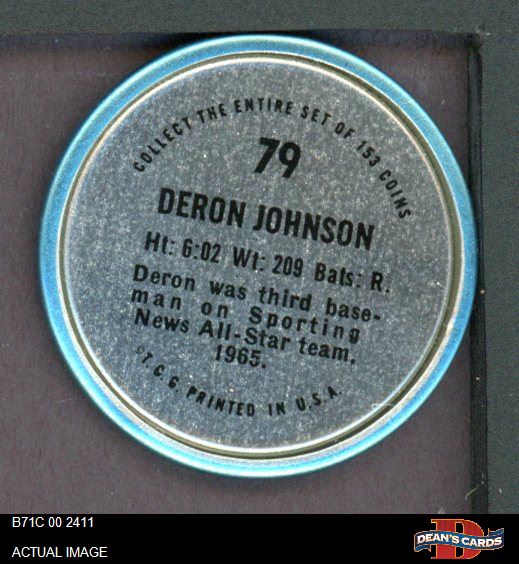 COLLECT THE ENTIRE SET OF 153 COINS
79
DERON JOHNSON
Ht: 6:02 Wt: 209 Bats: R.
Deron was third base-
man on Sporting
News All-Star team,
1965.
©T.C.G. PRINTED IN U.S.A.
B71C 00 2411
ACTUAL IMAGE
D
DEAN'S CARDS